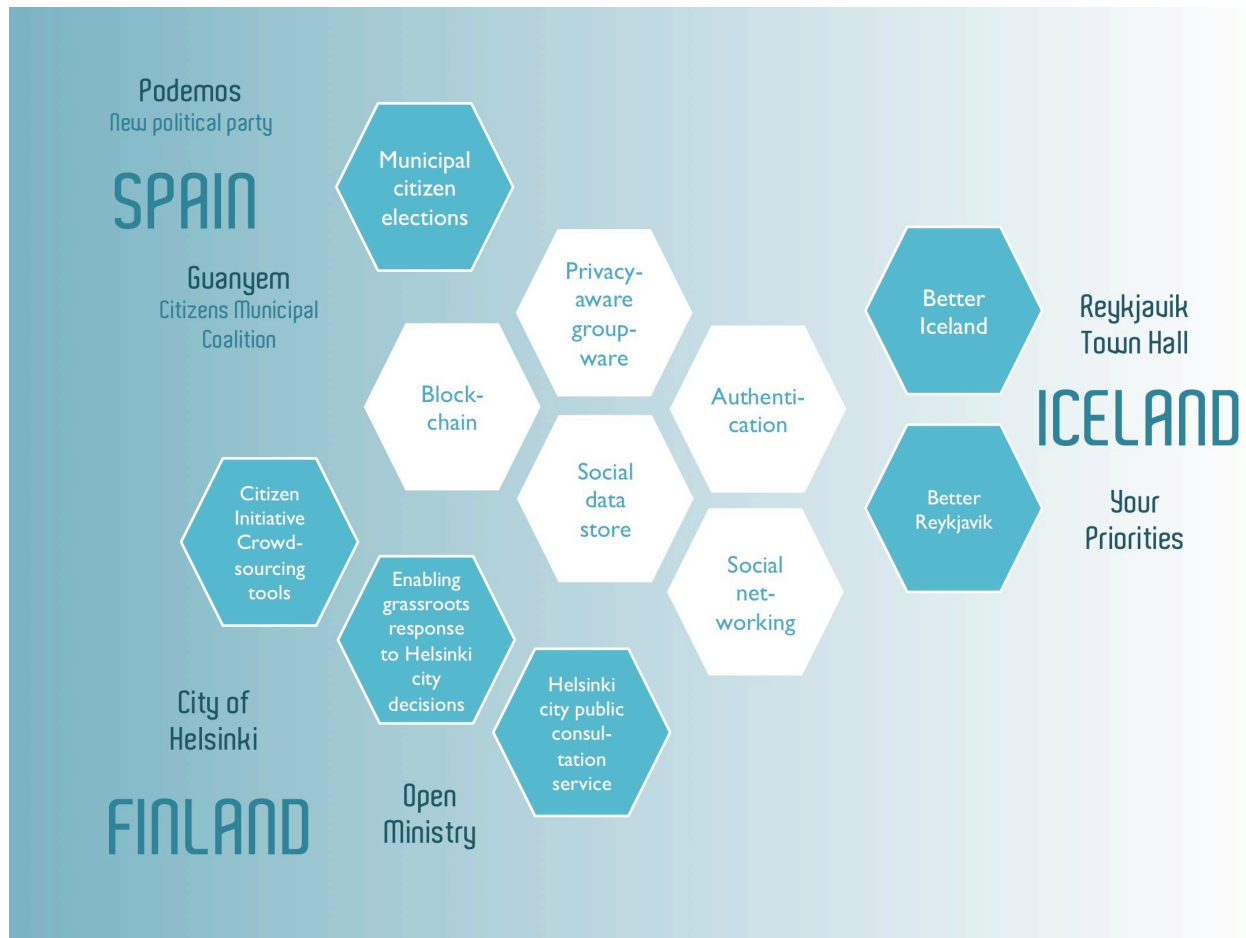 Podemos
New political party
SPAIN
Guanyem
Citizens Municipal
Coalition
Municipal
citizen
elections
Privacy-
aware
group-
ware
Block-
chain
Authenti-
cation
Social
data
store
Social
net-
working
Better
Iceland
Better
Reykjavik
Reykjavik
Town Hall
ICELAND
Your
Priorities
Citizen
Initiative
Crowd-
sourcing
tools
Enabling
grassroots
response
to Helsinki
city
decisions
Helsinki
city public
consul-
tation
service
City of
Helsinki
FINLAND
Open
Ministry